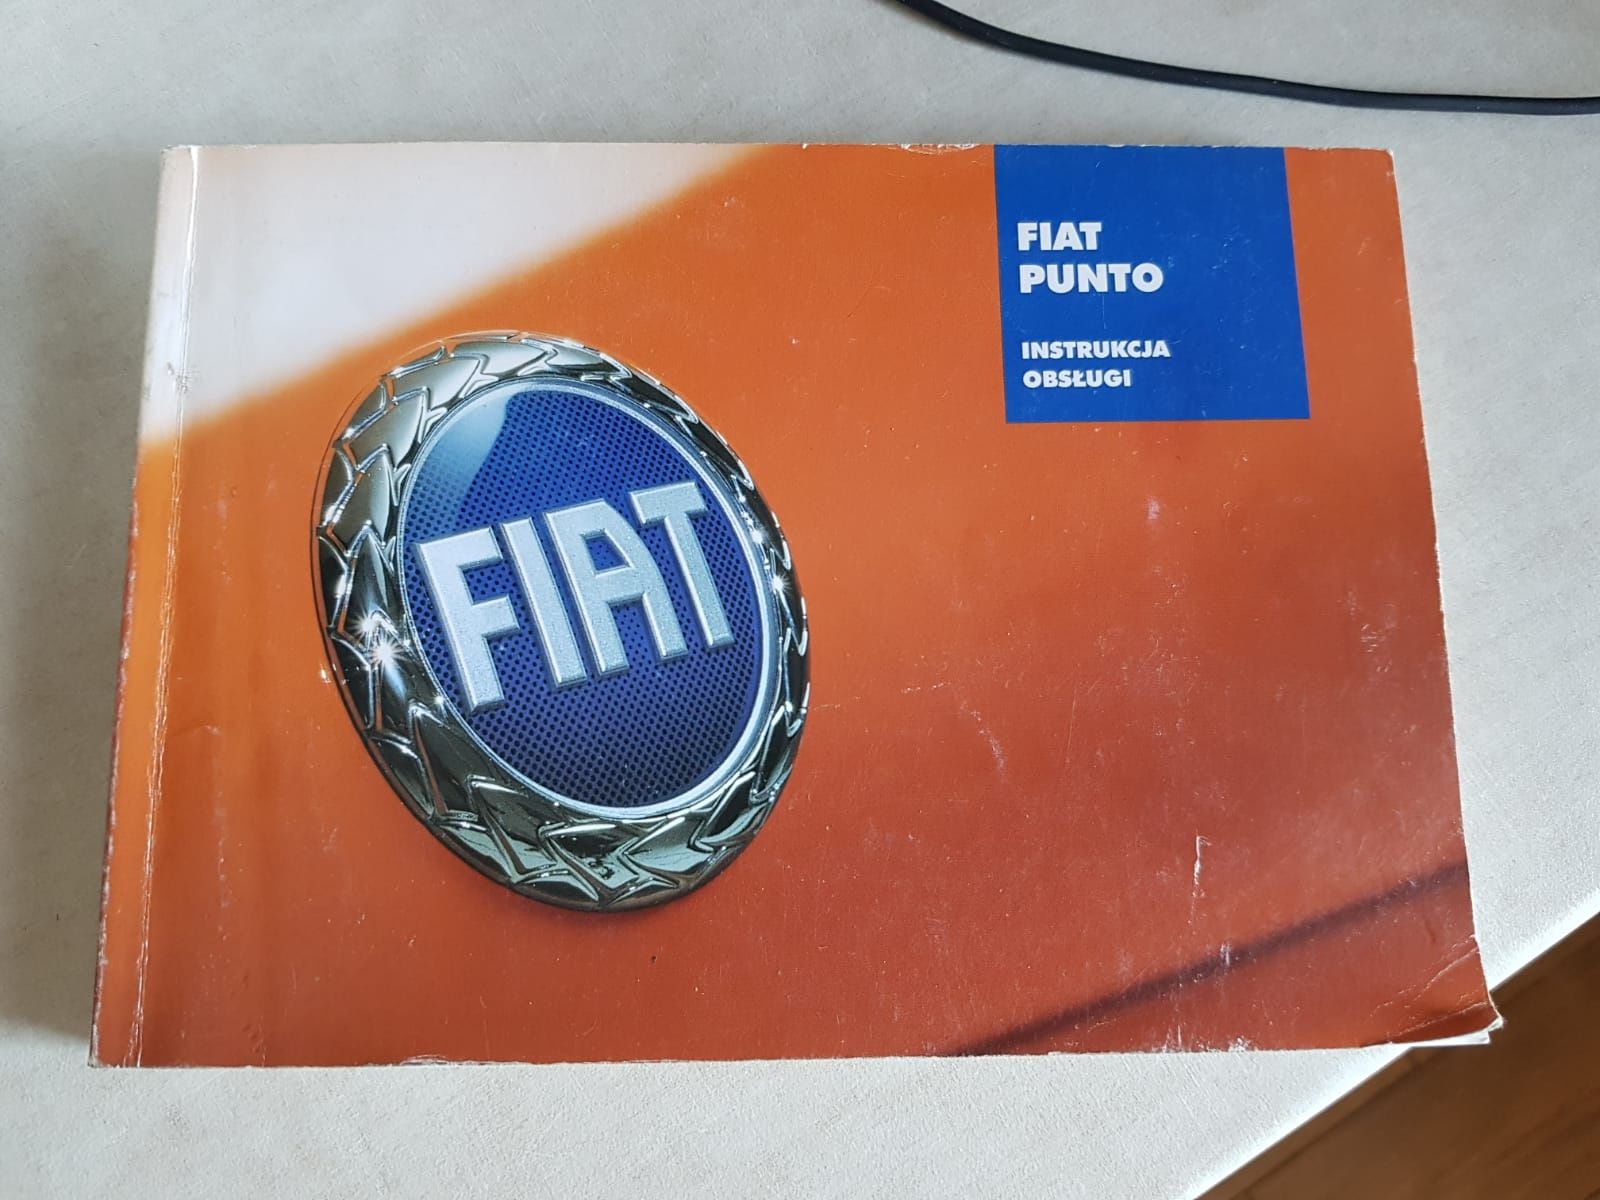 FIAT
PUNTO
INSTRUKCJA
OBSŁUGI
FIAT